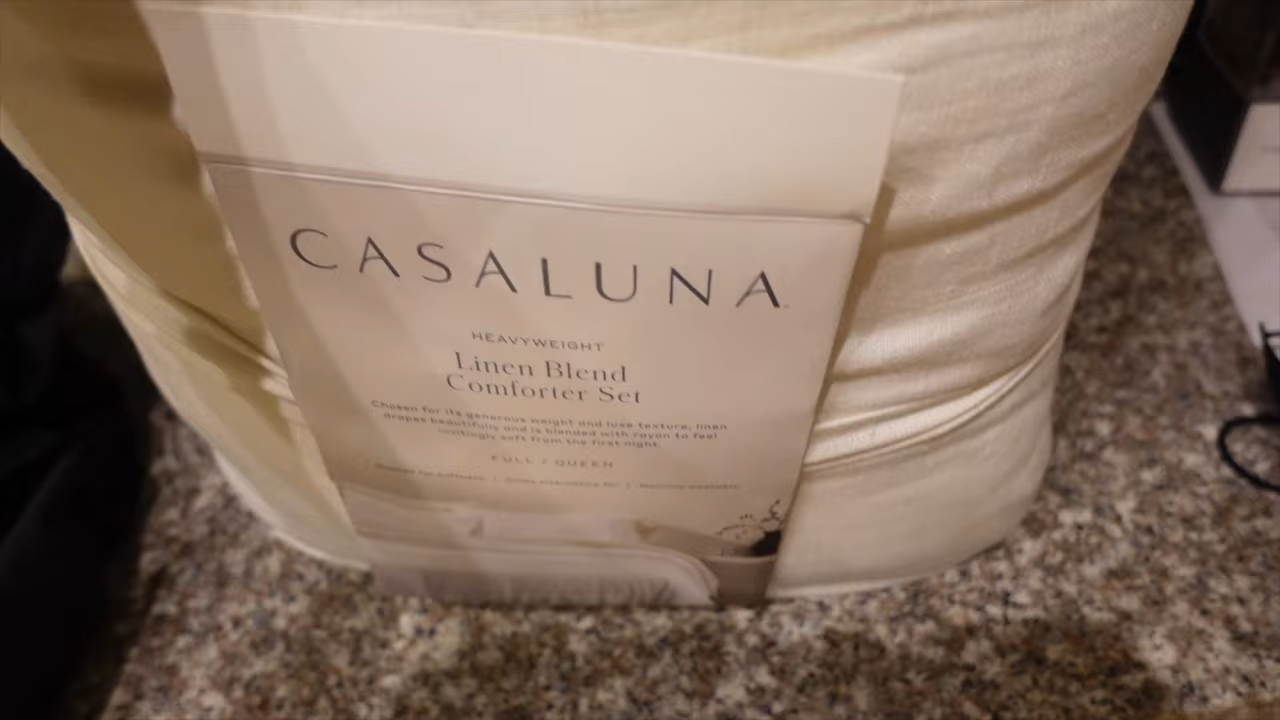 CASALUNA
HEAVYWEIGHT
Linen Blend
Comforter Set
Chosen for its generous weight and luxe texture, linen
drapes beautifully and is blended with rayon to feel
invitingly soft from the first night.
FULL / QUEEN